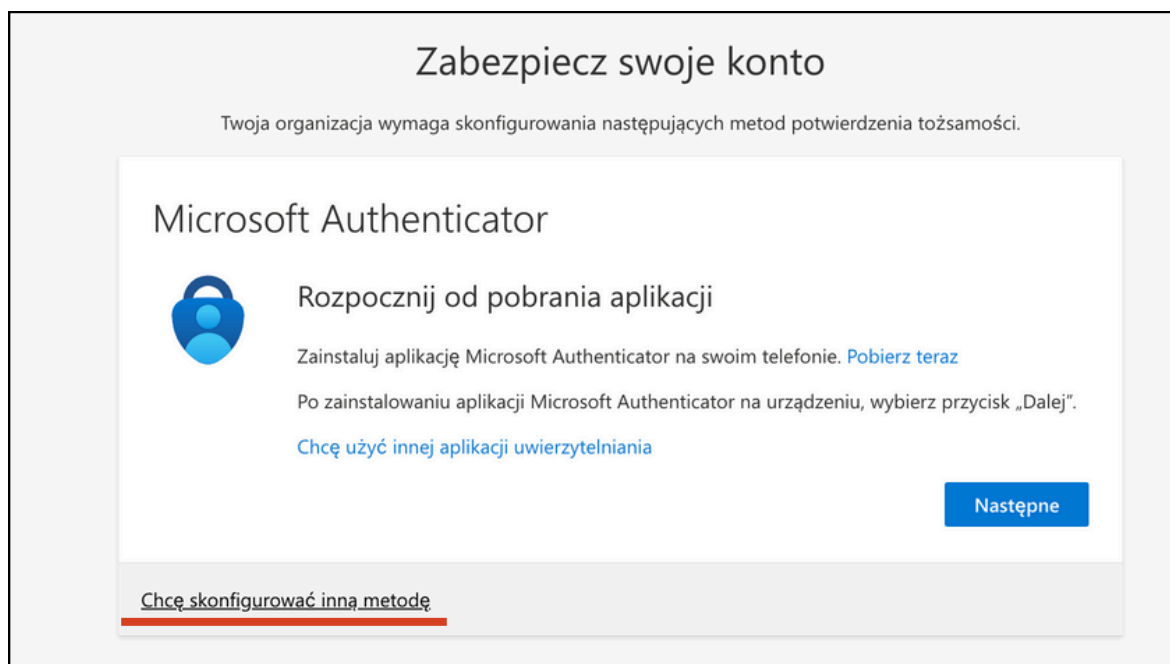 Zabezpiecz swoje konto
Twoja organizacja wymaga skonfigurowania następujących metod potwierdzenia tożsamości.
Microsoft Authenticator
Rozpocznij od pobrania aplikacji
Zainstaluj aplikację Microsoft Authenticator na swoim telefonie. Pobierz teraz
Po zainstalowaniu aplikacji Microsoft Authenticator na urządzeniu, wybierz przycisk „Dalej”.
Chcę użyć innej aplikacji uwierzytelniania
Następne
Chcę skonfigurować inną metodę